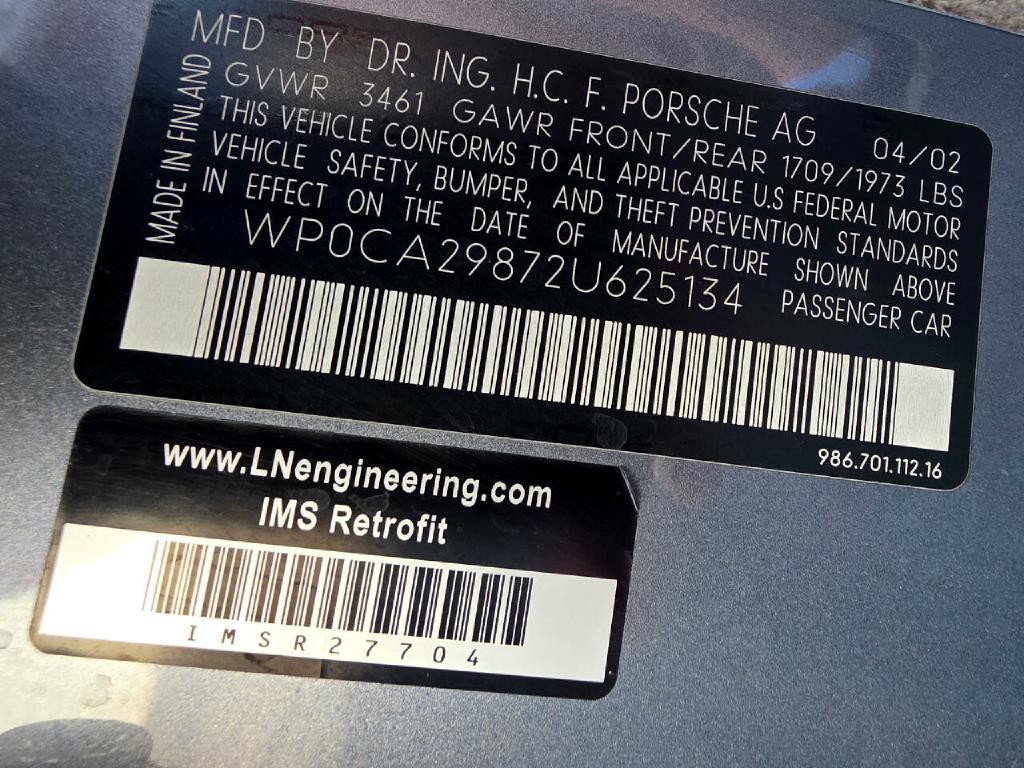 MFD BY DR. ING. H.C. F. PORSCHE AG 04/02
GVWR 3461 GAWR FRONT/REAR 1709/1973 LBS
THIS VEHICLE CONFORMS TO ALL APPLICABLE U.S FEDERAL MOTOR
VEHICLE SAFETY, BUMPER, AND THEFT PREVENTION STANDARDS
IN EFFECT ON THE DATE OF MANUFACTURE SHOWN ABOVE
WP0CA29872U625134 PASSENGER CAR
MADE IN FINLAND
986.701.112.16
www.LNengineering.com
IMS Retrofit
IMSR27704